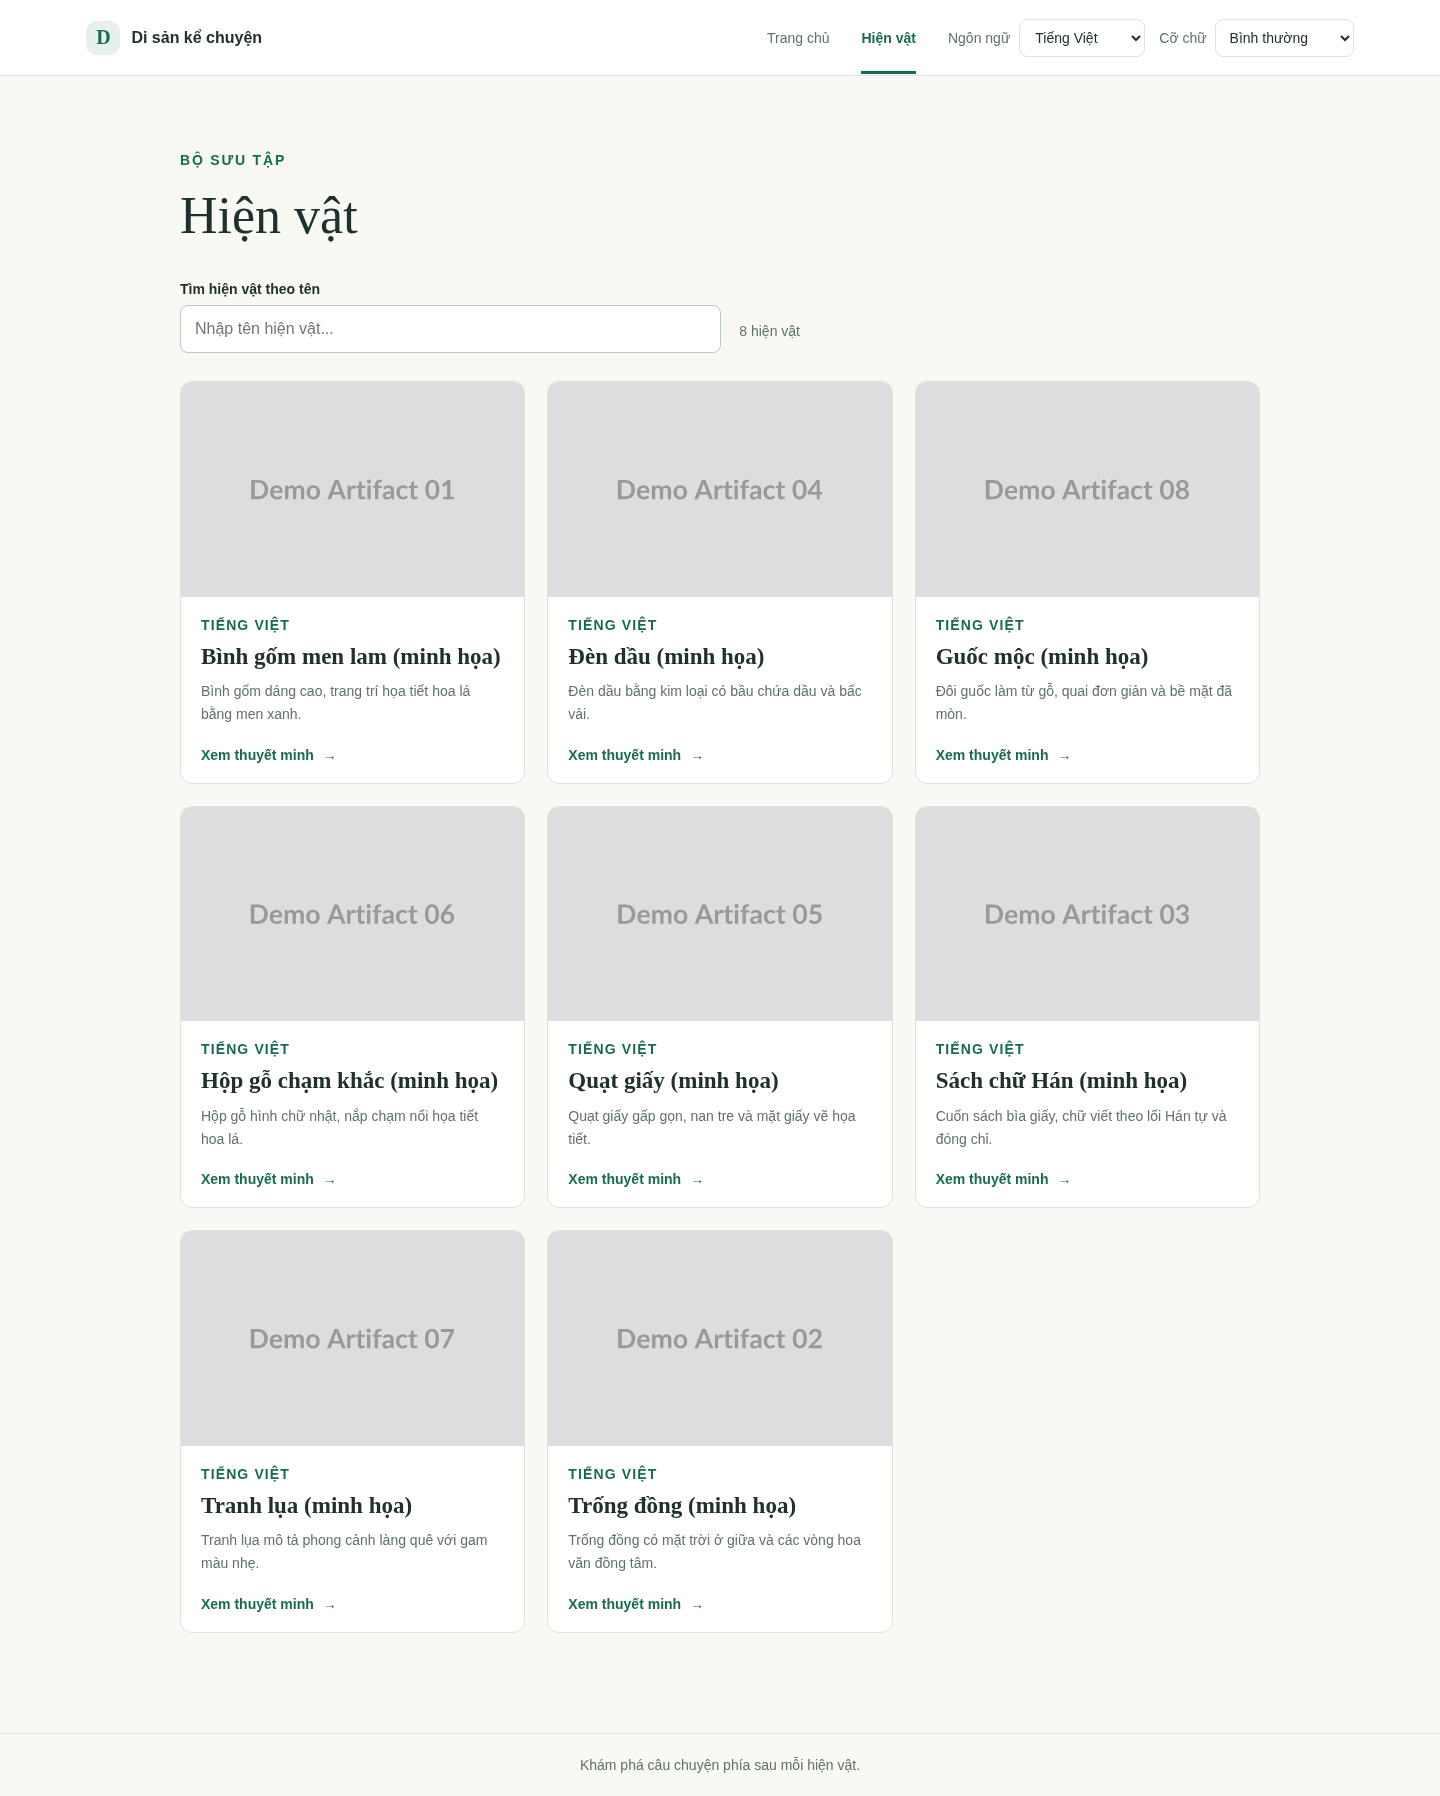 D Di sản kể chuyện
Trang chủ Hiện vật Ngôn ngữ Tiếng Việt Cỡ chữ Bình thường
BỘ SƯU TẬP
Hiện vật
Tìm hiện vật theo tên
Nhập tên hiện vật...
8 hiện vật
Demo Artifact 01
TIẾNG VIỆT
Bình gốm men lam (minh họa)
Bình gốm dáng cao, trang trí họa tiết hoa lá
bằng men xanh.
Xem thuyết minh →
Demo Artifact 04
TIẾNG VIỆT
Đèn dầu (minh họa)
Đèn dầu bằng kim loại có bầu chứa dầu và bấc
vải.
Xem thuyết minh →
Demo Artifact 08
TIẾNG VIỆT
Guốc mộc (minh họa)
Đôi guốc làm từ gỗ, quai đơn giản và bề mặt đã
mòn.
Xem thuyết minh →
Demo Artifact 06
TIẾNG VIỆT
Hộp gỗ chạm khắc (minh họa)
Hộp gỗ hình chữ nhật, nắp chạm nổi họa tiết
hoa lá.
Xem thuyết minh →
Demo Artifact 05
TIẾNG VIỆT
Quạt giấy (minh họa)
Quạt giấy gấp gọn, nan tre và mặt giấy vẽ họa
tiết.
Xem thuyết minh →
Demo Artifact 03
TIẾNG VIỆT
Sách chữ Hán (minh họa)
Cuốn sách bìa giấy, chữ viết theo lối Hán tự và
đóng chỉ.
Xem thuyết minh →
Demo Artifact 07
TIẾNG VIỆT
Tranh lụa (minh họa)
Tranh lụa mô tả phong cảnh làng quê với gam
màu nhẹ.
Xem thuyết minh →
Demo Artifact 02
TIẾNG VIỆT
Trống đồng (minh họa)
Trống đồng có mặt trời ở giữa và các vòng hoa
văn đồng tâm.
Xem thuyết minh →
Khám phá câu chuyện phía sau mỗi hiện vật.